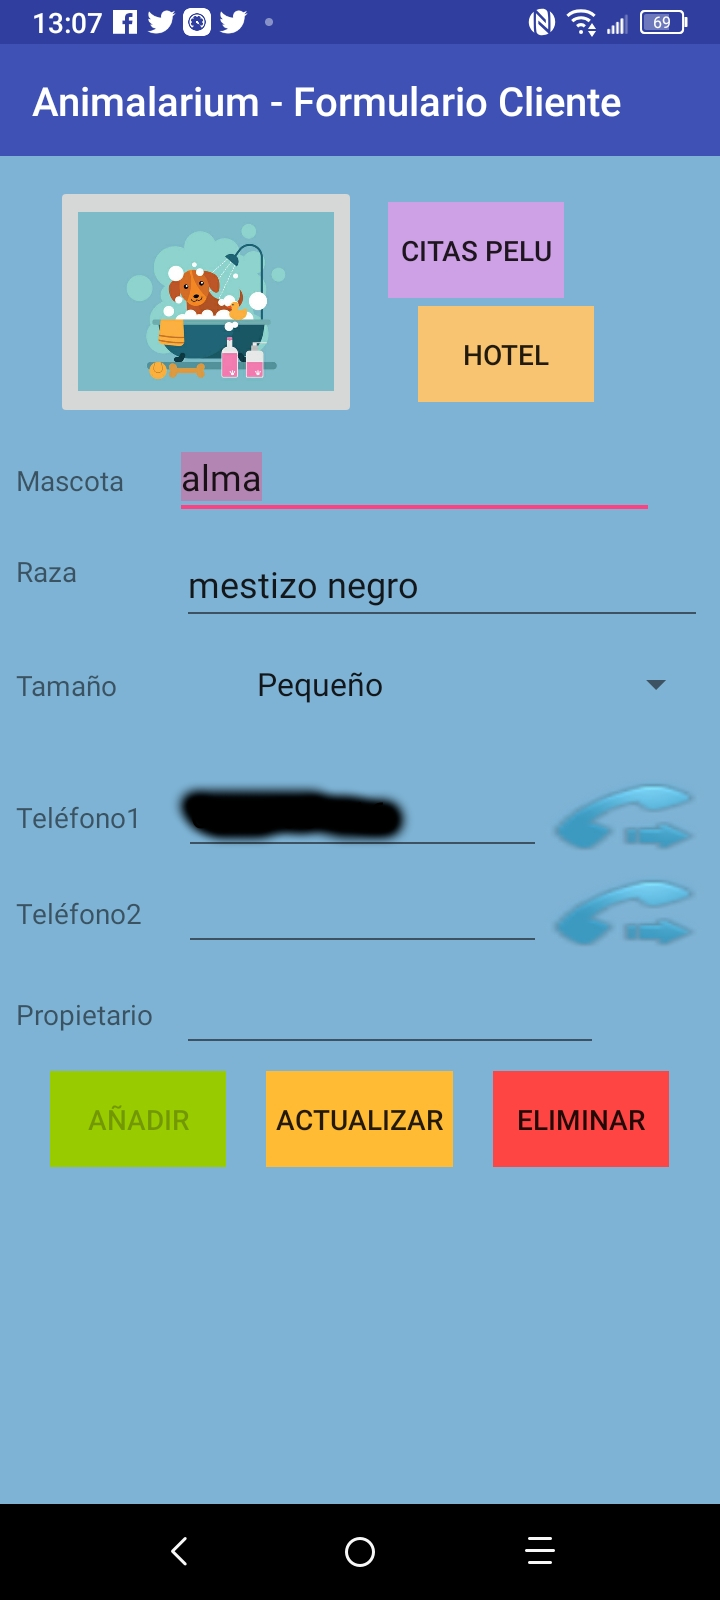 13:07
69
Animalarium - Formulario Cliente
CITAS PELU
HOTEL
Mascota alma
Raza mestizo negro
Tamaño Pequeño
Teléfono1
Teléfono2
Propietario
AÑADIR ACTUALIZAR ELIMINAR